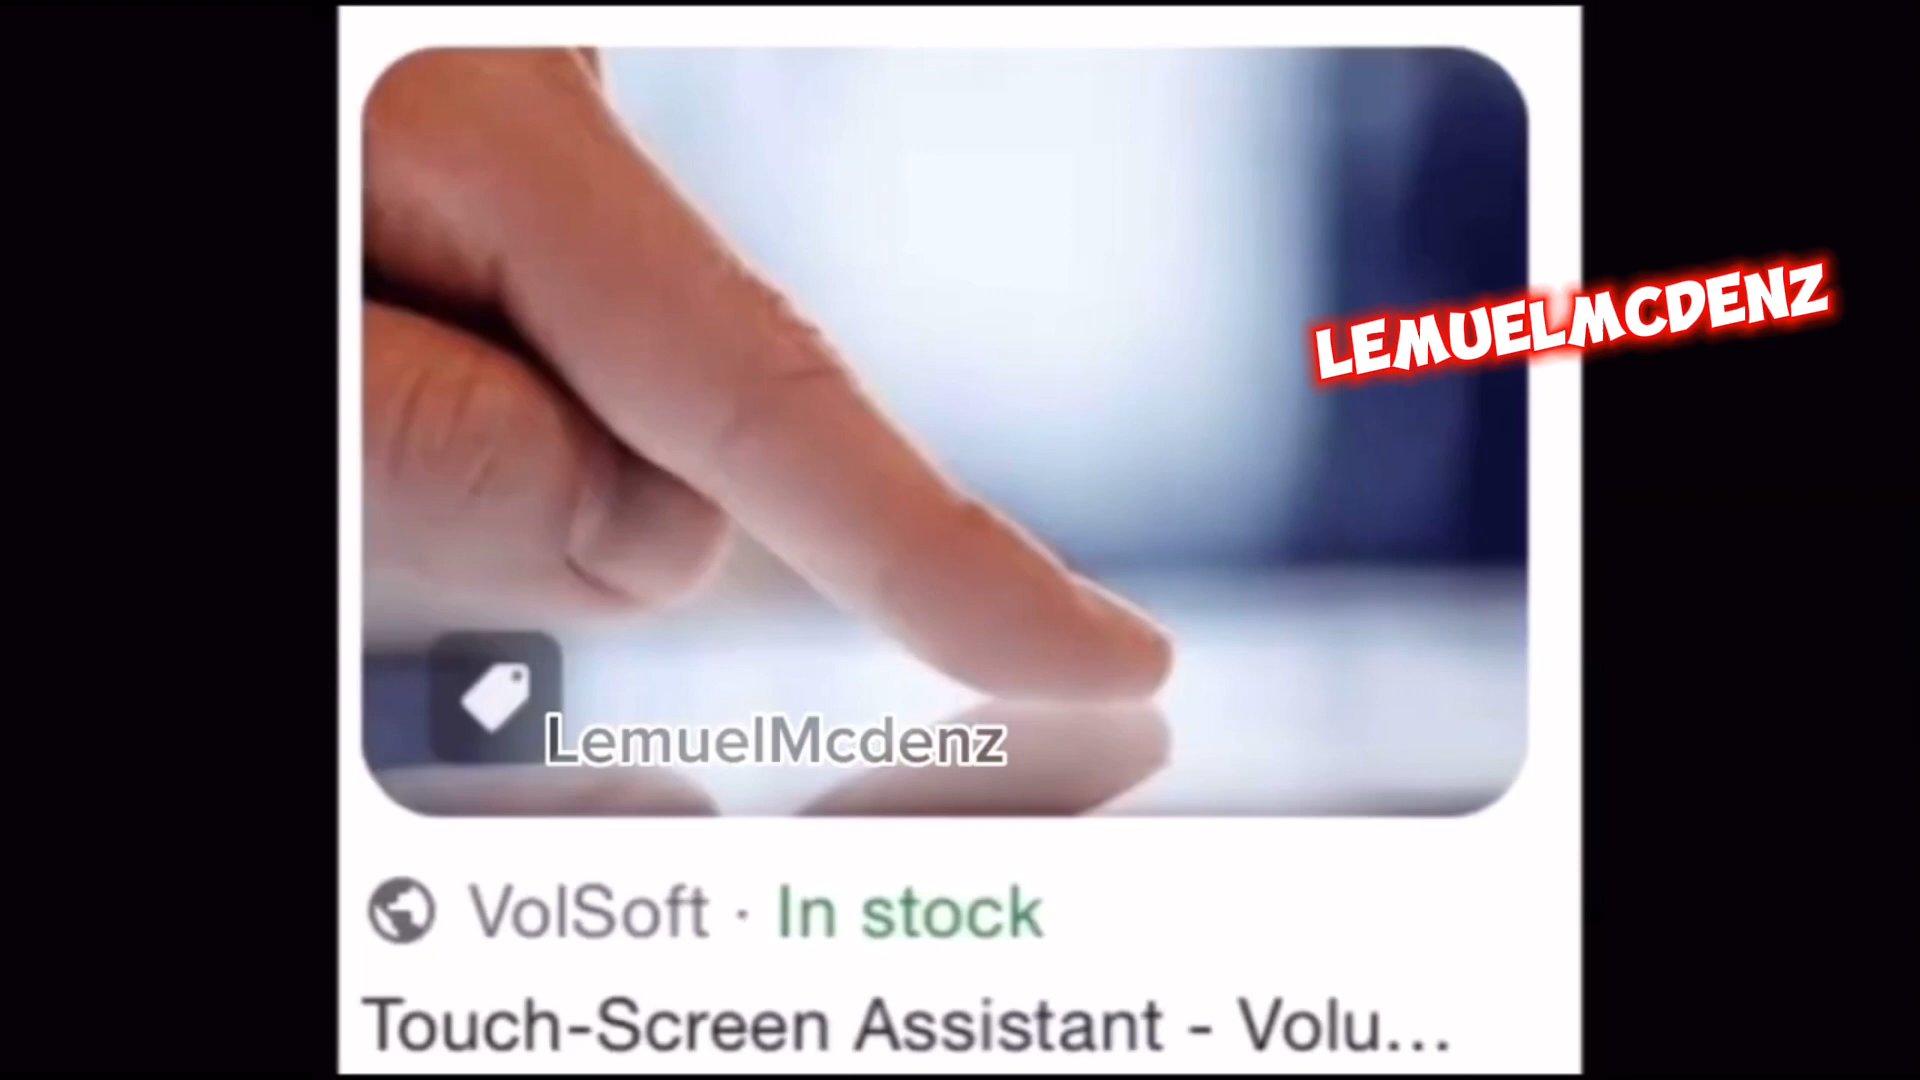 LEMUELMCDENZ
LemuelMcdenz
VolSoft · In stock
Touch-Screen Assistant - Volu...